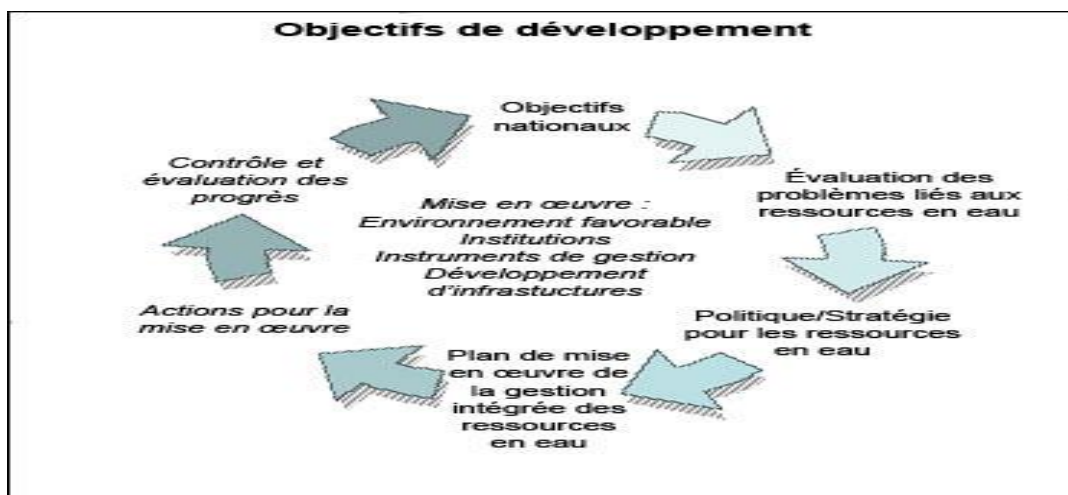 Objectifs de développement
Objectifs
nationaux
Évaluation des
problèmes liés aux
ressources en eau
Politique/Stratégie
pour les ressources
en eau
Plan de mise
en œuvre de
la gestion
intégrée des
ressources
en eau
Actions pour la
mise en œuvre
Contrôle et
évaluation des
progrès
Mise en œuvre :
Environnement favorable
Institutions
Instruments de gestion
Développement
d'infrastuctures